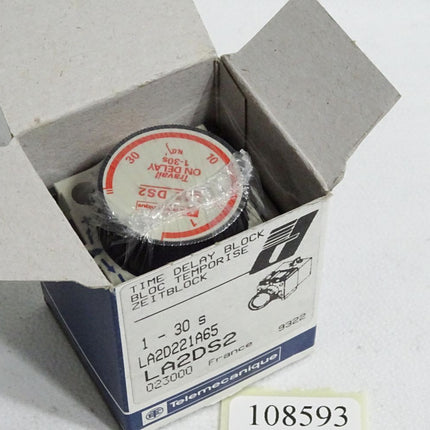 30
10
1-30s
ON DELAY
Travail
DS2
1
TIME DELAY BLOCK
BLOC TEMPORISE
ZEITBLOCK
1 - 30 s
LA2D221A65
LA2DS2
9322
023000 France
Telemecanique
108593